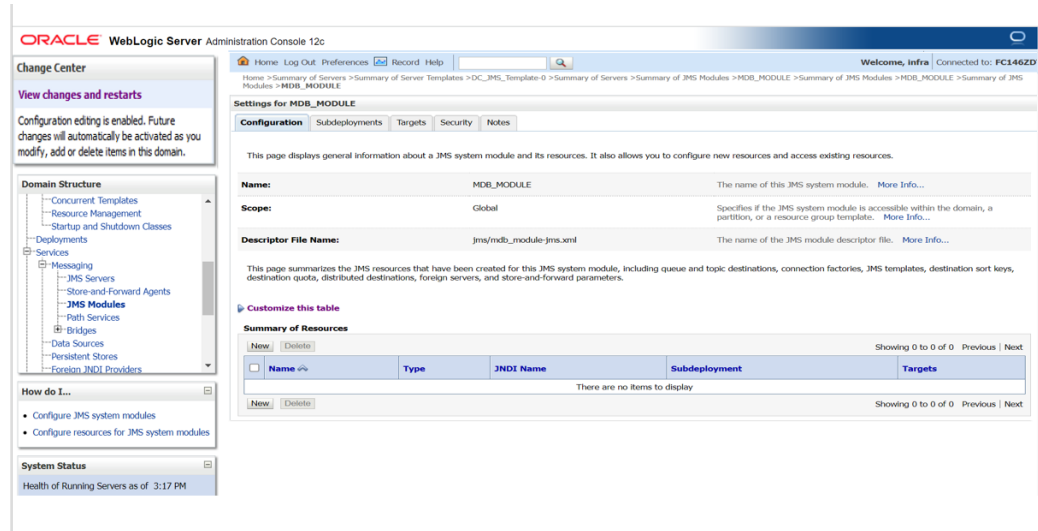 ORACLE WebLogic Server Administration Console 12c
Change Center
View changes and restarts
Configuration editing is enabled. Future
changes will automatically be activated as you
modify, add or delete items in this domain.
Domain Structure
Concurrent Templates
Resource Management
Startup and Shutdown Classes
Deployments
Services
Messaging
JMS Servers
Store-and-Forward Agents
JMS Modules
Path Services
Bridges
Data Sources
Persistent Stores
Foreign JNDI Providers
How do I...
Configure JMS system modules
Configure resources for JMS system modules
System Status
Health of Running Servers as of 3:17 PM
Home Log Out Preferences Record Help
Welcome, infra Connected to: FC146ZD
Home >Summary of Servers >Summary of Server Templates >DC_JMS_Template-0 >Summary of Servers >Summary of JMS Modules >MDB_MODULE >Summary of JMS Modules >MDB_MODULE >Summary of JMS
Modules >MDB_MODULE
Settings for MDB_MODULE
Configuration Subdeployments Targets Security Notes
This page displays general information about a JMS system module and its resources. It also allows you to configure new resources and access existing resources.
Name: MDB_MODULE The name of this JMS system module. More Info...
Scope: Global Specifies if the JMS system module is accessible within the domain, a
partition, or a resource group template. More Info...
Descriptor File Name: jms/mdb_module-jms.xml The name of the JMS module descriptor file. More Info...
This page summarizes the JMS resources that have been created for this JMS system module, including queue and topic destinations, connection factories, JMS templates, destination sort keys,
destination quota, distributed destinations, foreign servers, and store-and-forward parameters.
Customize this table
Summary of Resources
New Delete Showing 0 to 0 of 0 Previous | Next
Name Type JNDI Name Subdeployment Targets
There are no items to display
New Delete Showing 0 to 0 of 0 Previous | Next